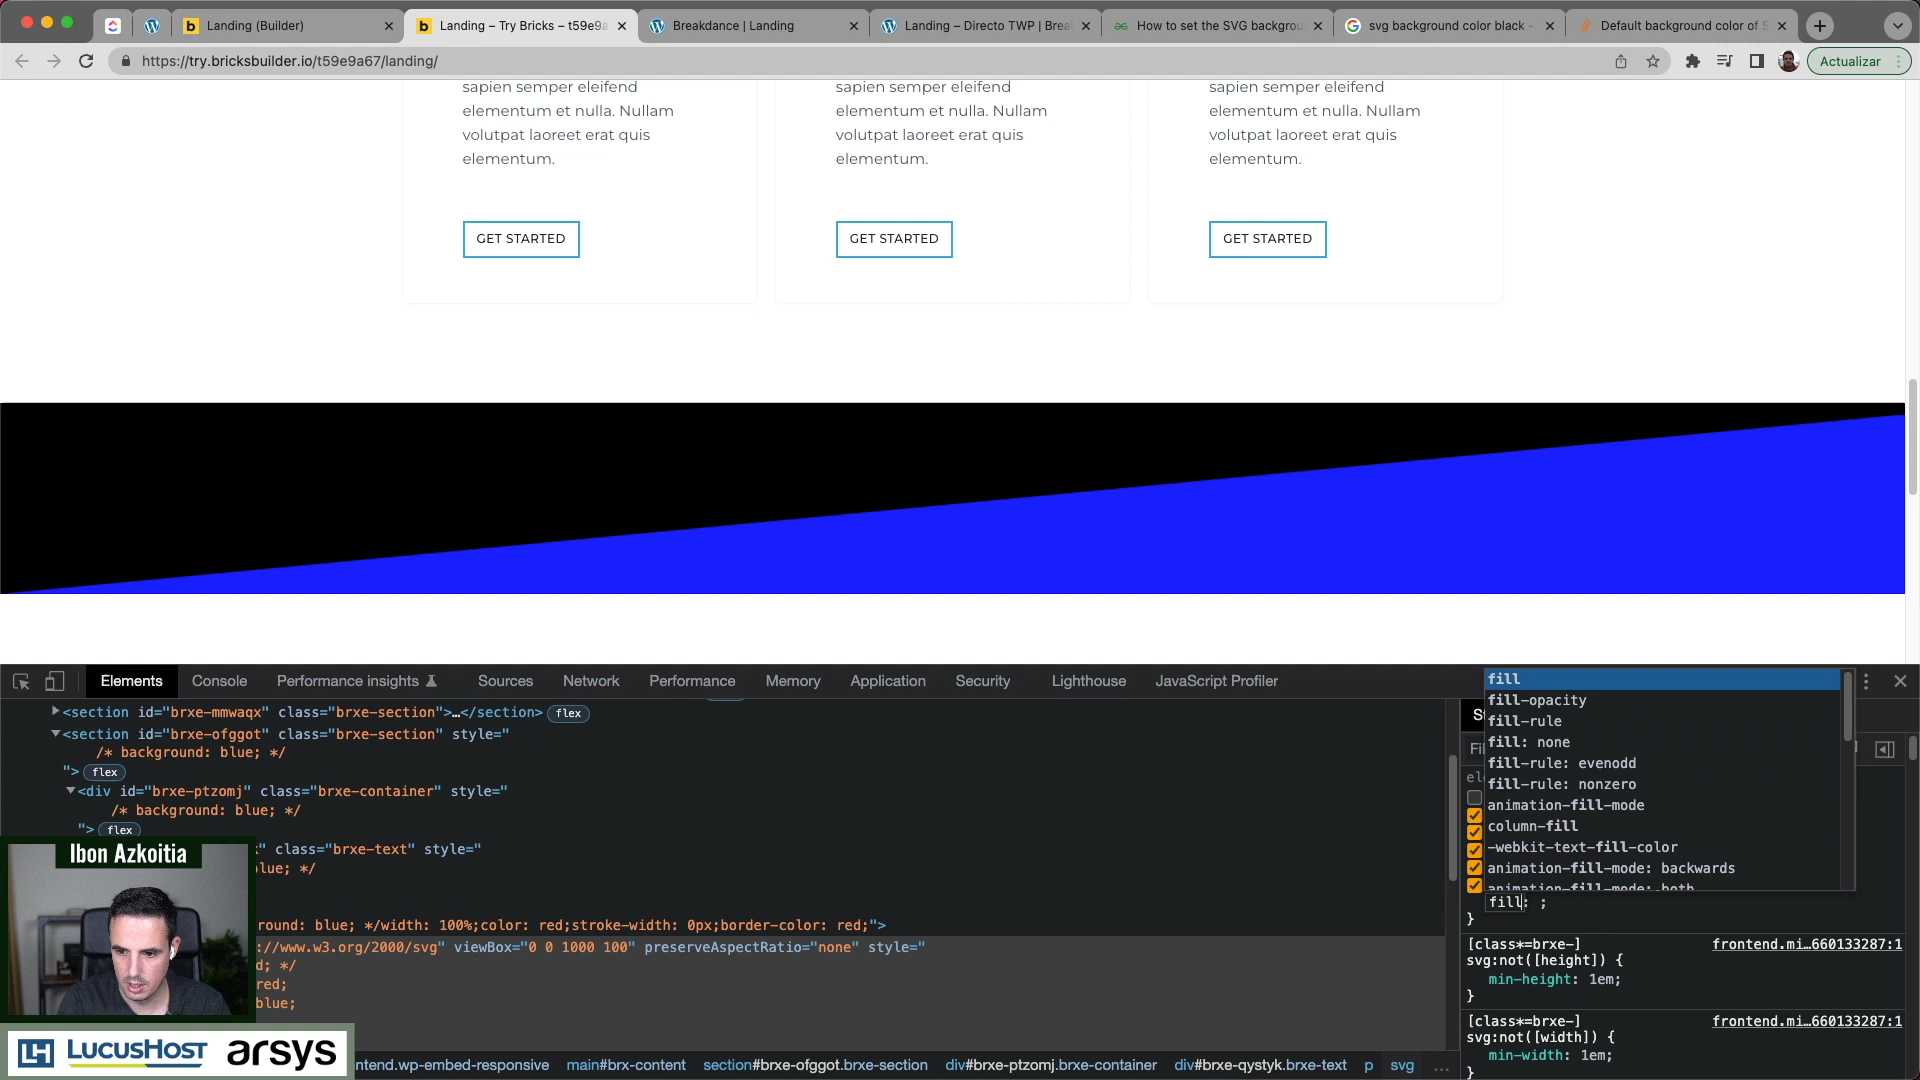 Landing (Builder)
Landing – Try Bricks – t59e9a
Breakdance | Landing
Landing – Directo TWP | Brea
How to set the SVG backgrou
svg background color black -
Default background color of S
https://try.bricksbuilder.io/t59e9a67/landing/
Actualizar
sapien semper eleifend
elementum et nulla. Nullam
volutpat laoreet erat quis
elementum.
GET STARTED
sapien semper eleifend
elementum et nulla. Nullam
volutpat laoreet erat quis
elementum.
GET STARTED
sapien semper eleifend
elementum et nulla. Nullam
volutpat laoreet erat quis
elementum.
GET STARTED
Elements
Console
Performance insights
Sources
Network
Performance
Memory
Application
Security
Lighthouse
JavaScript Profiler
<section id="brxe-mmwaqx" class="brxe-section">…</section> flex
<section id="brxe-ofggot" class="brxe-section" style="
/* background: blue; */
"> flex
<div id="brxe-ptzomj" class="brxe-container" style="
/* background: blue; */
"> flex
" class="brxe-text" style="
lue; */
round: blue; */width: 100%;color: red;stroke-width: 0px;border-color: red;">
://www.w3.org/2000/svg" viewBox="0 0 1000 100" preserveAspectRatio="none" style="
d; */
red;
blue;
ntend.wp-embed-responsive
main#brx-content
section#brxe-ofggot.brxe-section
div#brxe-ptzomj.brxe-container
div#brxe-qystyk.brxe-text
p
svg
...
fill
fill-opacity
fill-rule
fill: none
fill-rule: evenodd
fill-rule: nonzero
animation-fill-mode
column-fill
-webkit-text-fill-color
animation-fill-mode: backwards
animation-fill-mode: both
fill: ;
}
[class*=brxe-] frontend.mi…660133287:1
svg:not([height]) {
min-height: 1em;
}
[class*=brxe-] frontend.mi…660133287:1
svg:not([width]) {
min-width: 1em;
}
Ibon Azkoitia
LH LucusHost arsys